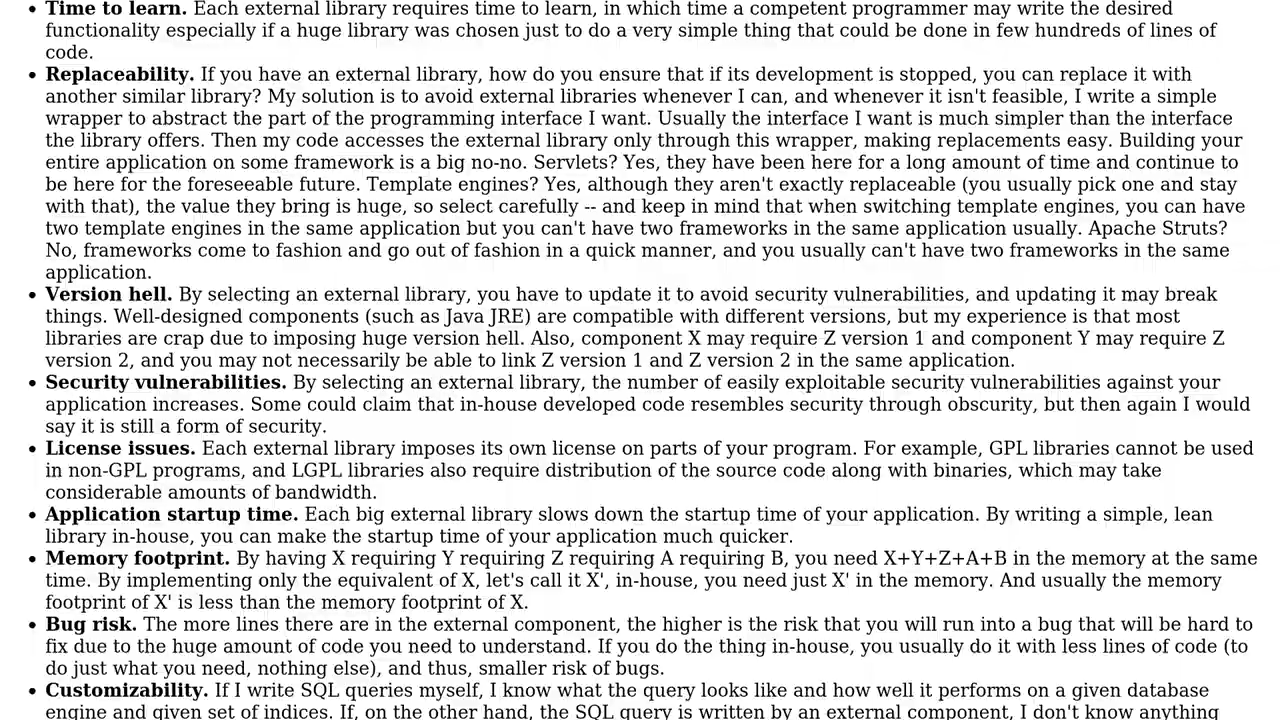 • Time to learn. Each external library requires time to learn, in which time a competent programmer may write the desired
functionality especially if a huge library was chosen just to do a very simple thing that could be done in few hundreds of lines of
code.
• Replaceability. If you have an external library, how do you ensure that if its development is stopped, you can replace it with
another similar library? My solution is to avoid external libraries whenever I can, and whenever it isn't feasible, I write a simple
wrapper to abstract the part of the programming interface I want. Usually the interface I want is much simpler than the interface
the library offers. Then my code accesses the external library only through this wrapper, making replacements easy. Building your
entire application on some framework is a big no-no. Servlets? Yes, they have been here for a long amount of time and continue to
be here for the foreseeable future. Template engines? Yes, although they aren't exactly replaceable (you usually pick one and stay
with that), the value they bring is huge, so select carefully -- and keep in mind that when switching template engines, you can have
two template engines in the same application but you can't have two frameworks in the same application usually. Apache Struts?
No, frameworks come to fashion and go out of fashion in a quick manner, and you usually can't have two frameworks in the same
application.
• Version hell. By selecting an external library, you have to update it to avoid security vulnerabilities, and updating it may break
things. Well-designed components (such as Java JRE) are compatible with different versions, but my experience is that most
libraries are crap due to imposing huge version hell. Also, component X may require Z version 1 and component Y may require Z
version 2, and you may not necessarily be able to link Z version 1 and Z version 2 in the same application.
• Security vulnerabilities. By selecting an external library, the number of easily exploitable security vulnerabilities against your
application increases. Some could claim that in-house developed code resembles security through obscurity, but then again I would
say it is still a form of security.
• License issues. Each external library imposes its own license on parts of your program. For example, GPL libraries cannot be used
in non-GPL programs, and LGPL libraries also require distribution of the source code along with binaries, which may take
considerable amounts of bandwidth.
• Application startup time. Each big external library slows down the startup time of your application. By writing a simple, lean
library in-house, you can make the startup time of your application much quicker.
• Memory footprint. By having X requiring Y requiring Z requiring A requiring B, you need X+Y+Z+A+B in the memory at the same
time. By implementing only the equivalent of X, let's call it X', in-house, you need just X' in the memory. And usually the memory
footprint of X' is less than the memory footprint of X.
• Bug risk. The more lines there are in the external component, the higher is the risk that you will run into a bug that will be hard to
fix due to the huge amount of code you need to understand. If you do the thing in-house, you usually do it with less lines of code (to
do just what you need, nothing else), and thus, smaller risk of bugs.
• Customizability. If I write SQL queries myself, I know what the query looks like and how well it performs on a given database
engine and given set of indices. If, on the other hand, the SQL query is written by an external component, I don't know anything